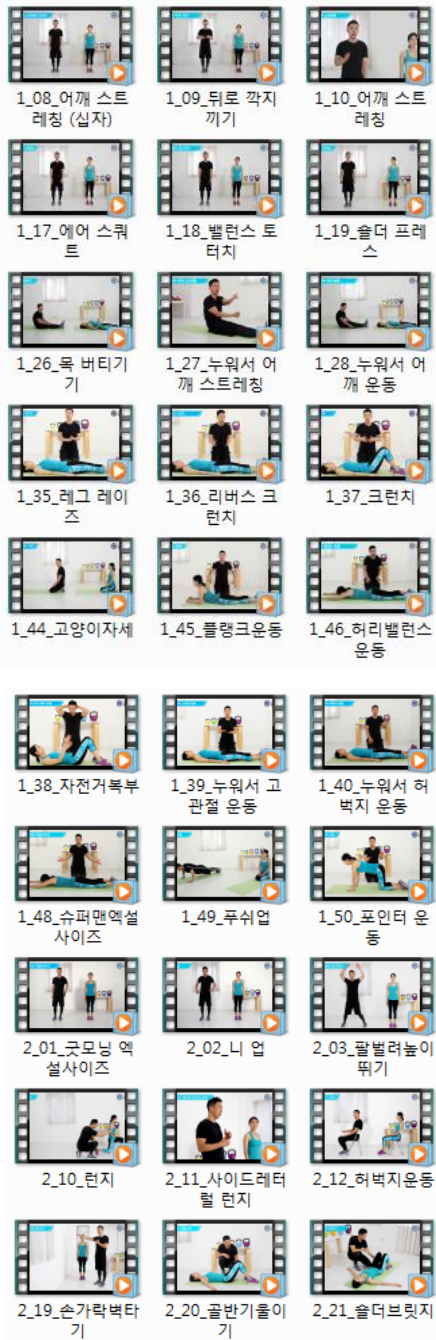 1_08_어깨 스트
레칭 (십자)
1_09_뒤로 깍지
끼기
1_10_어깨 스트
레칭
1_17_에어 스쿼
트
1_18_밸런스 토
터치
1_19_숄더 프레
스
1_26_목 버티기
기
1_27_누워서 어
깨 스트레칭
1_28_누워서 어
깨 운동
1_35_레그 레이
즈
1_36_리버스 크
런치
1_37_크런치
1_44_고양이자세
1_45_플랭크운동
1_46_허리밸런스
운동
1_38_자전거복부
1_39_누워서 고
관절 운동
1_40_누워서 허
벅지 운동
1_48_슈퍼맨엑설
사이즈
1_49_푸쉬업
1_50_포인터 운
동
2_01_굿모닝 엑
설사이즈
2_02_니 업
2_03_팔벌려높이
뛰기
2_10_런지
2_11_사이드레터
럴 런지
2_12_허벅지운동
2_19_손가락벽타
기
2_20_골반기울이
기
2_21_숄더브릿지